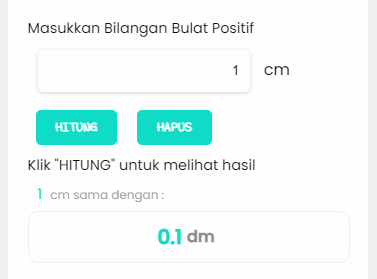 Masukkan Bilangan Bulat Positif
1 cm
HITUNG HAPUS
Klik "HITUNG" untuk melihat hasil
1 cm sama dengan :
0.1 dm